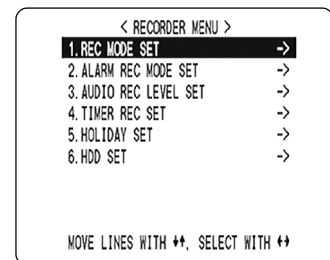 < RECORDER MENU >
1. REC MODE SET ->
2. ALARM REC MODE SET ->
3. AUDIO REC LEVEL SET ->
4. TIMER REC SET ->
5. HOLIDAY SET ->
6. HDD SET ->
MOVE LINES WITH ↓↑, SELECT WITH ←→